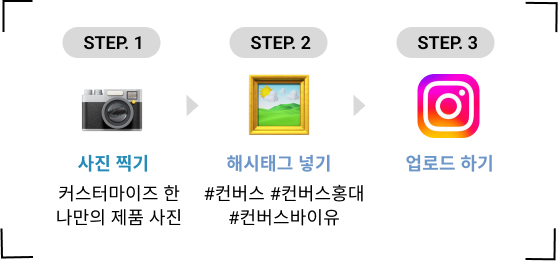 STEP. 1
STEP. 2
STEP. 3
사진 찍기
해시태그 넣기
업로드 하기
커스터마이즈 한
나만의 제품 사진
#컨버스 #컨버스홍대
#컨버스바이유